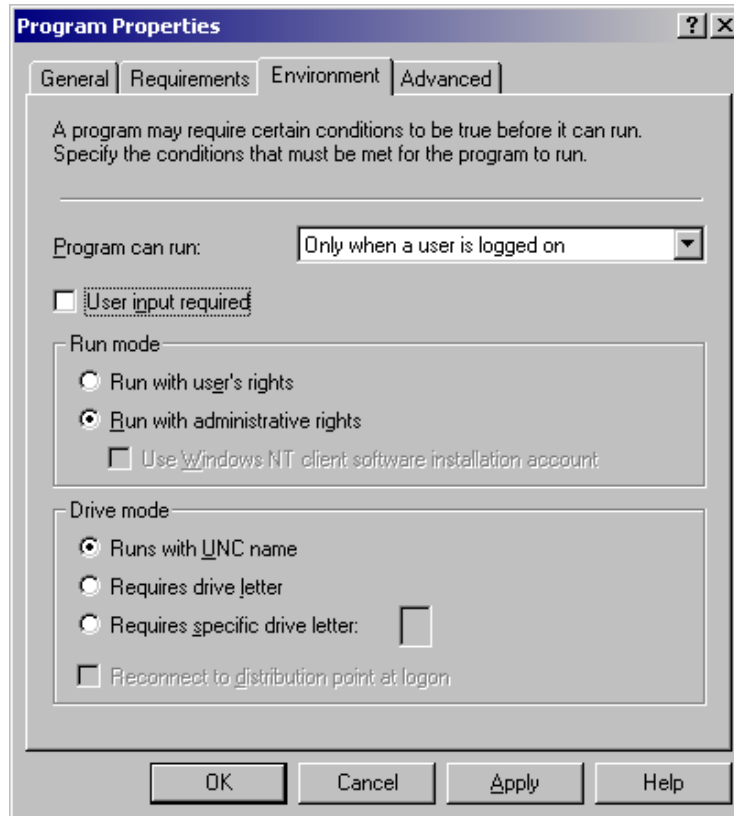 Program Properties
General Requirements Environment Advanced
A program may require certain conditions to be true before it can run.
Specify the conditions that must be met for the program to run.
Program can run: Only when a user is logged on
User input required
Run mode
Run with user's rights
Run with administrative rights
Use Windows NT client software installation account
Drive mode
Runs with UNC name
Requires drive letter
Requires specific drive letter:
Reconnect to distribution point at logon
OK Cancel Apply Help